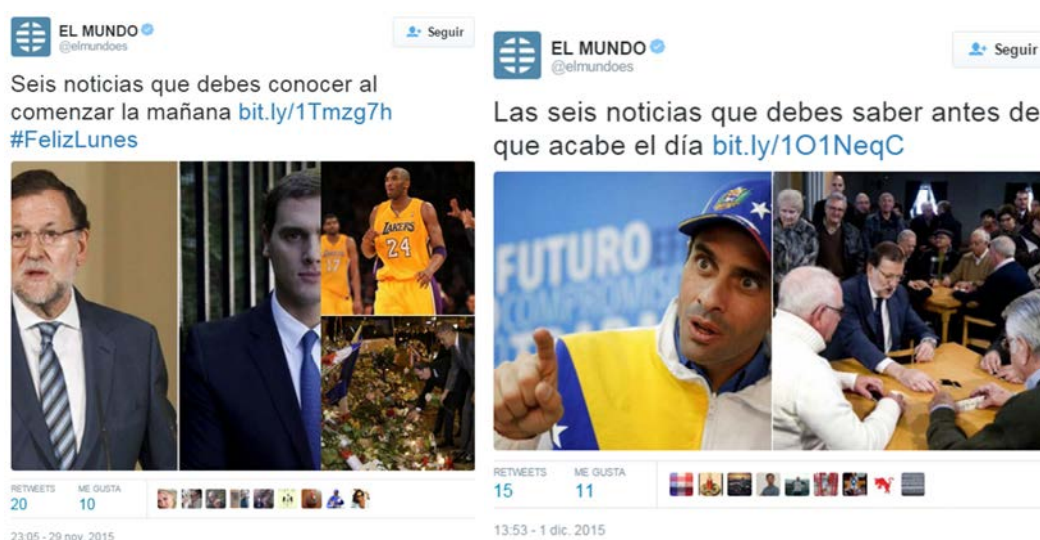 EL MUNDO
@elmundoes
Seguir
Seis noticias que debes conocer al
comenzar la mañana bit.ly/1Tmzg7h
#FelizLunes
LAKERS
24
17
RETWEETS
ME GUSTA
20
10
23:05 - 29 nov. 2015
EL MUNDO
@elmundoes
Seguir
Las seis noticias que debes saber antes de
que acabe el día bit.ly/1O1NeqC
FUTURO
RETWEETS
ME GUSTA
15
11
13:53 - 1 dic. 2015